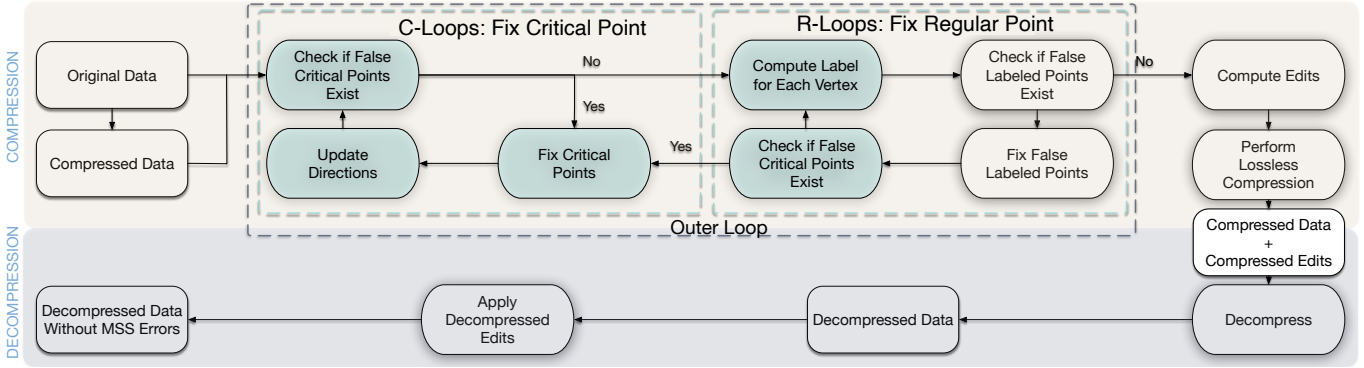 COMPRESSION
C-Loops: Fix Critical Point
R-Loops: Fix Regular Point
Original Data
Compressed Data
Check if False
Critical Points
Exist
No
Yes
Update
Directions
Fix Critical
Points
Yes
Compute Label
for Each Vertex
Check if False
Labeled Points
Exist
Check if False
Critical Points
Exist
Fix False
Labeled Points
No
Compute Edits
Perform
Lossless
Compression
Outer Loop
Compressed Data
+
Compressed Edits
DECOMPRESSION
Decompressed Data
Without MSS Errors
Apply
Decompressed
Edits
Decompressed Data
Decompress